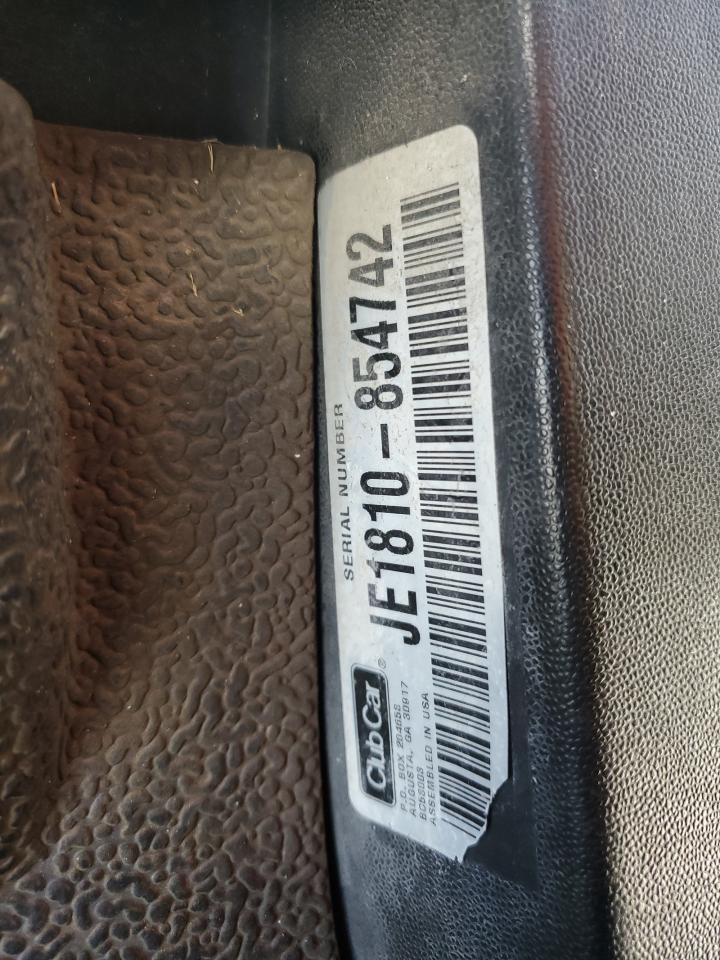 SERIAL NUMBER
JE1810-854742
Club Car®
P.O. BOX 204658
AUGUSTA, GA 30917
ASSEMBLED IN USA